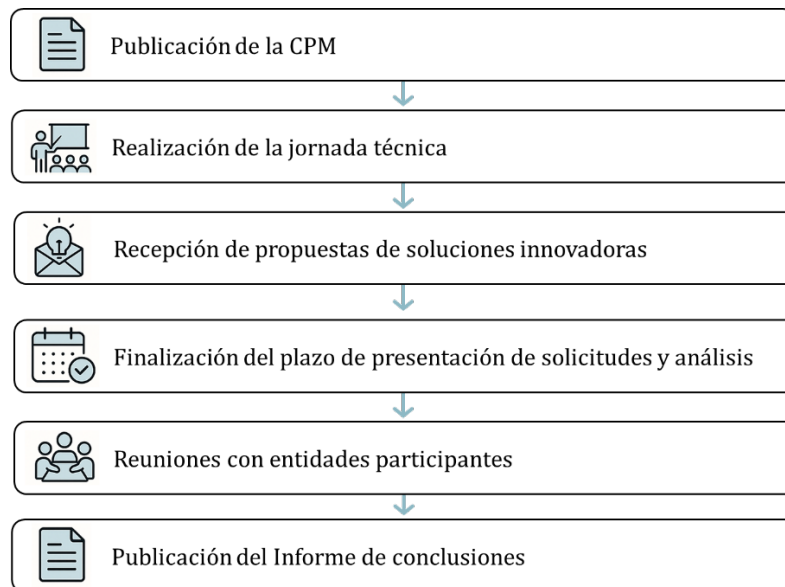 Publicación de la CPM
Realización de la jornada técnica
Recepción de propuestas de soluciones innovadoras
Finalización del plazo de presentación de solicitudes y análisis
Reuniones con entidades participantes
Publicación del Informe de conclusiones